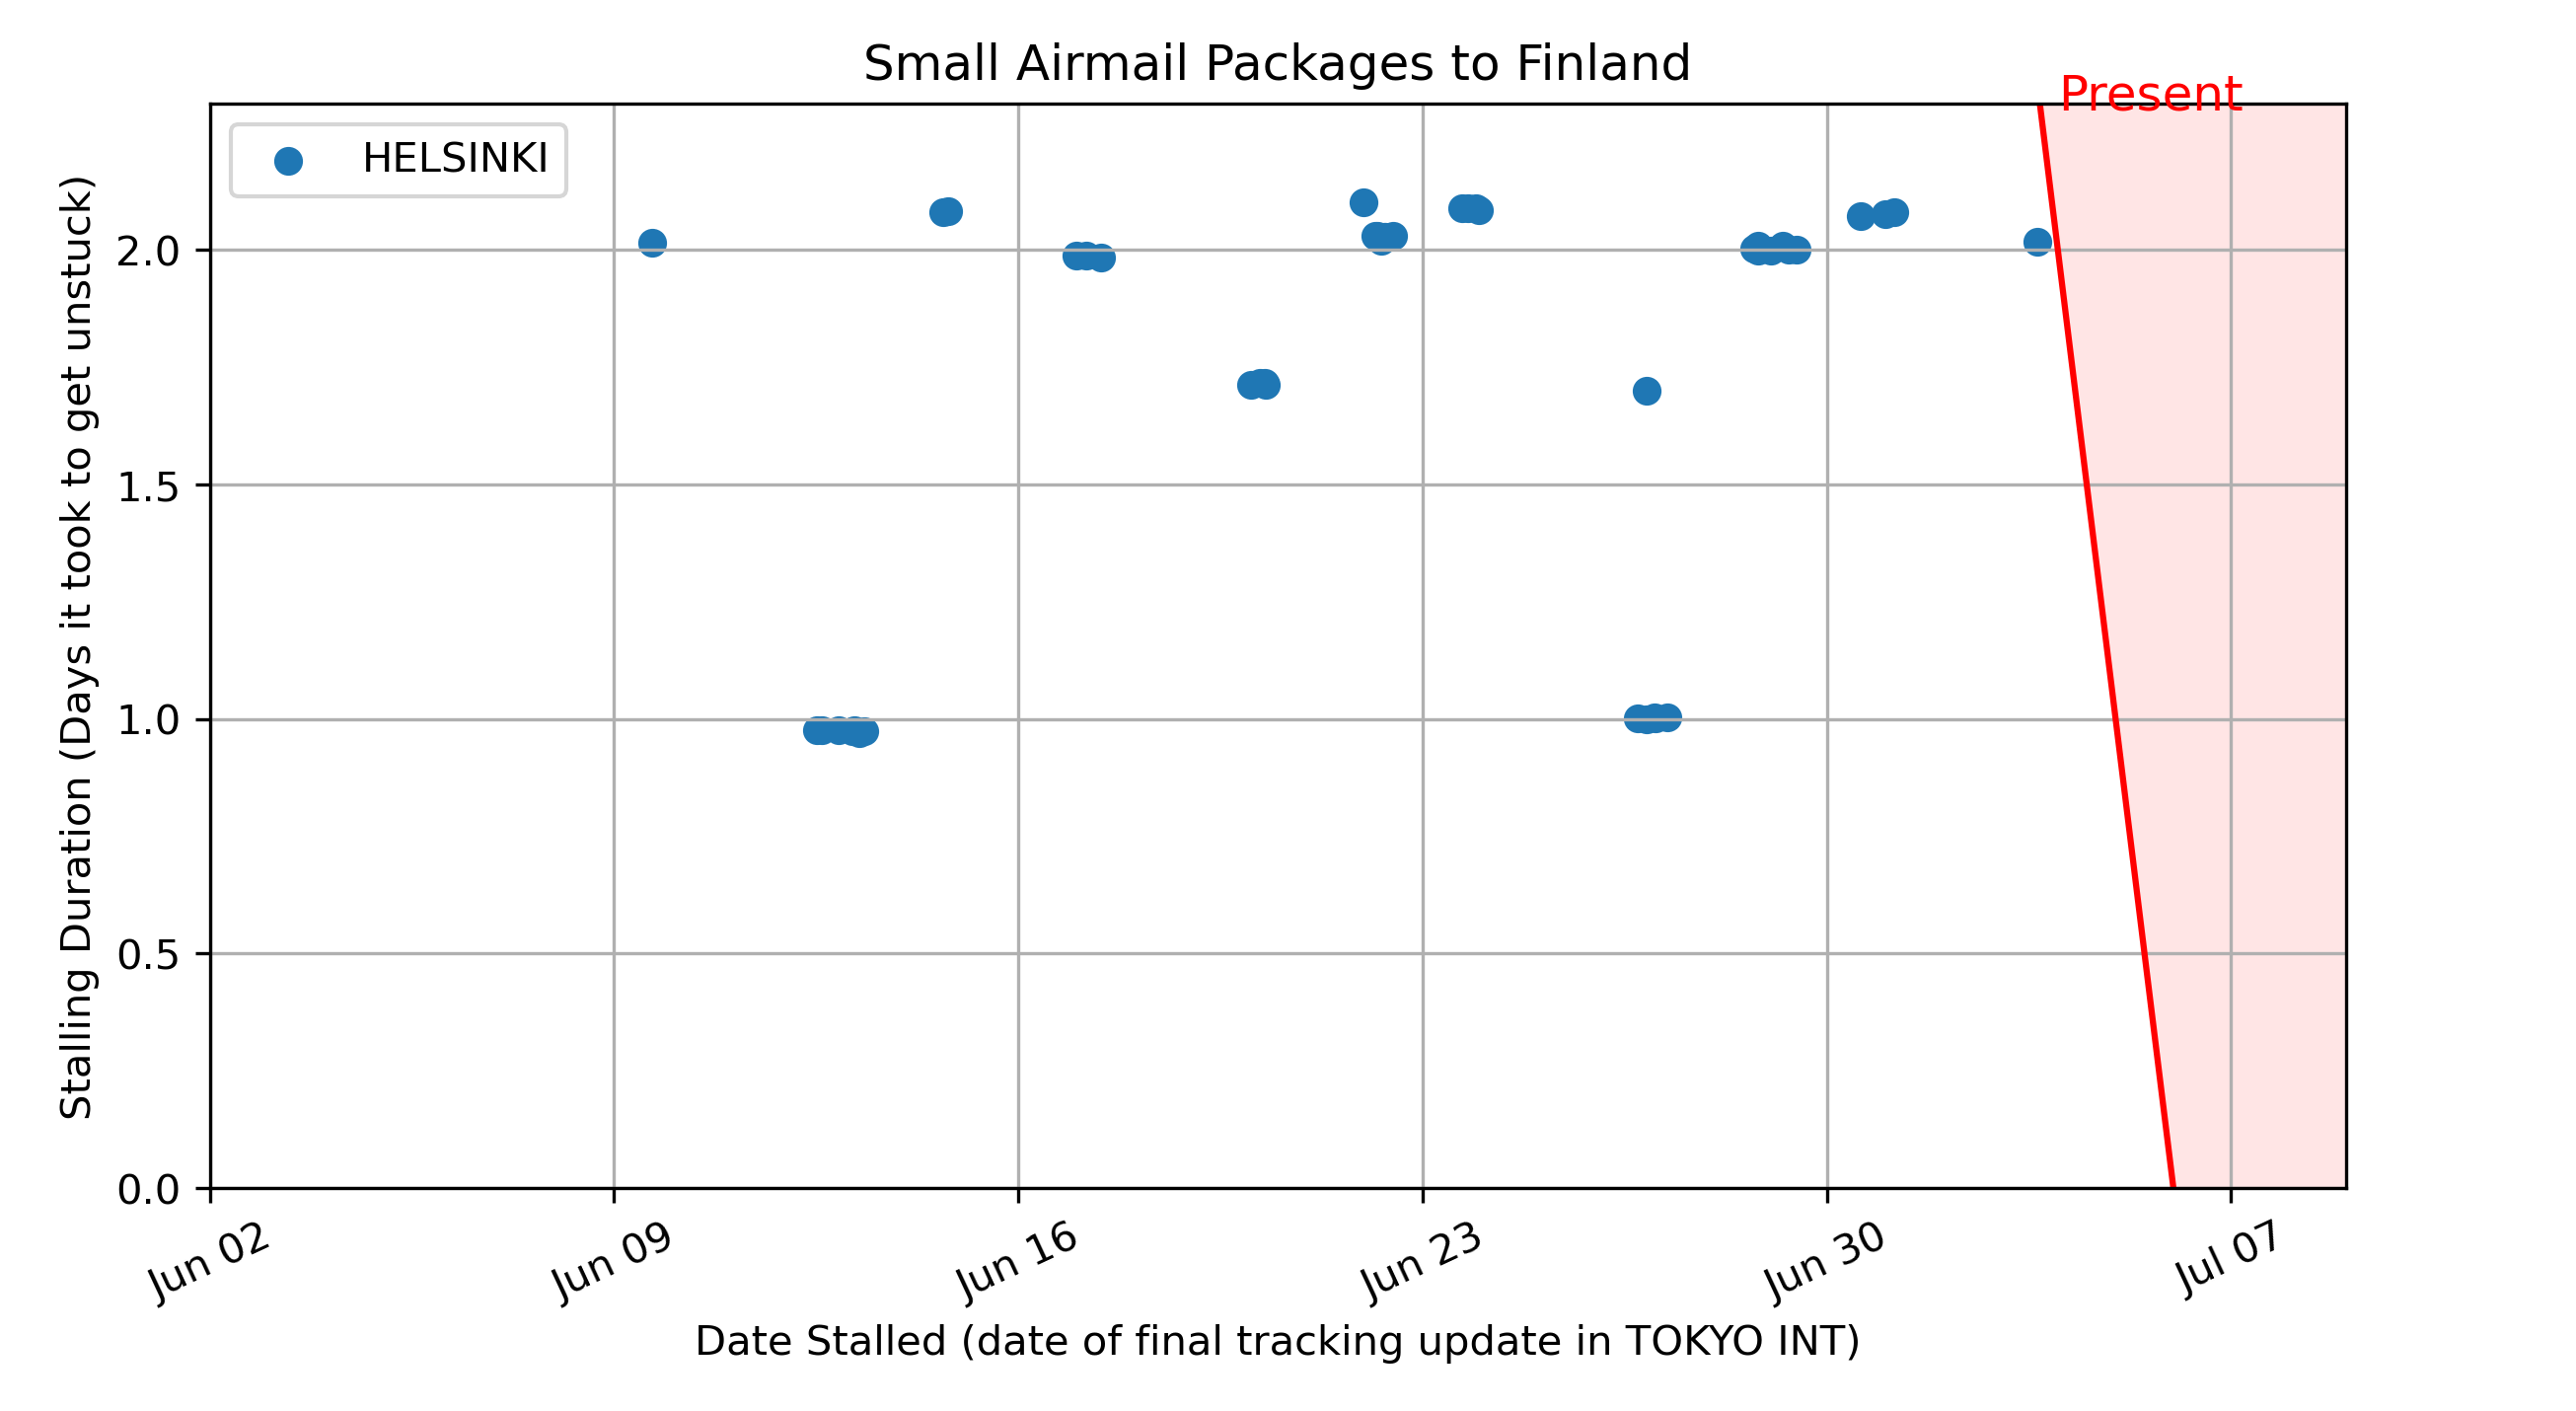 Small Airmail Packages to Finland
Present
HELSINKI
Stalling Duration (Days it took to get unstuck)
2.0
1.5
1.0
0.5
0.0
Jun 02
Jun 09
Jun 16
Jun 23
Jun 30
Jul 07
Date Stalled (date of final tracking update in TOKYO INT)